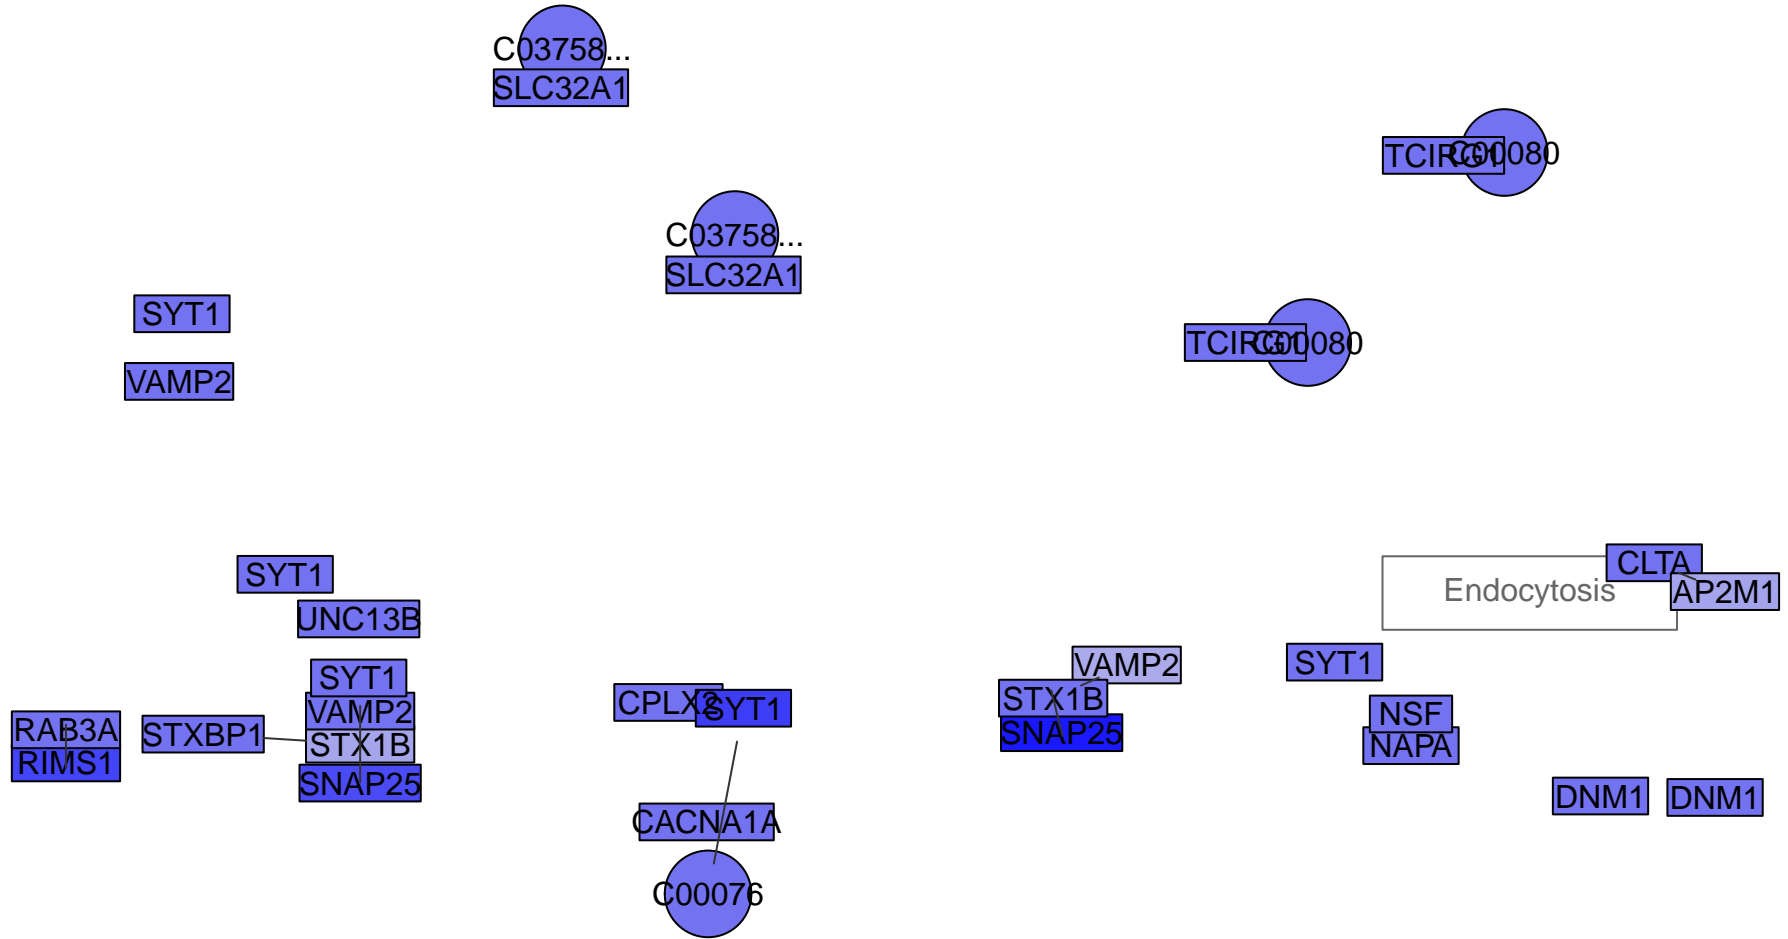 C03758...
SLC32A1
TCIRG1
C00080
C03758...
SLC32A1
SYT1
TCIRG1
C00080
VAMP2
SYT1
CLTA
Endocytosis
AP2M1
UNC13B
SYT1
VAMP2
SYT1
CPLX2
SYT1
STX1B
VAMP2
NSF
RAB3A
STXBP1
STX1B
SNAP25
NAPA
RIMS1
SNAP25
DNM1
DNM1
CACNA1A
C00076